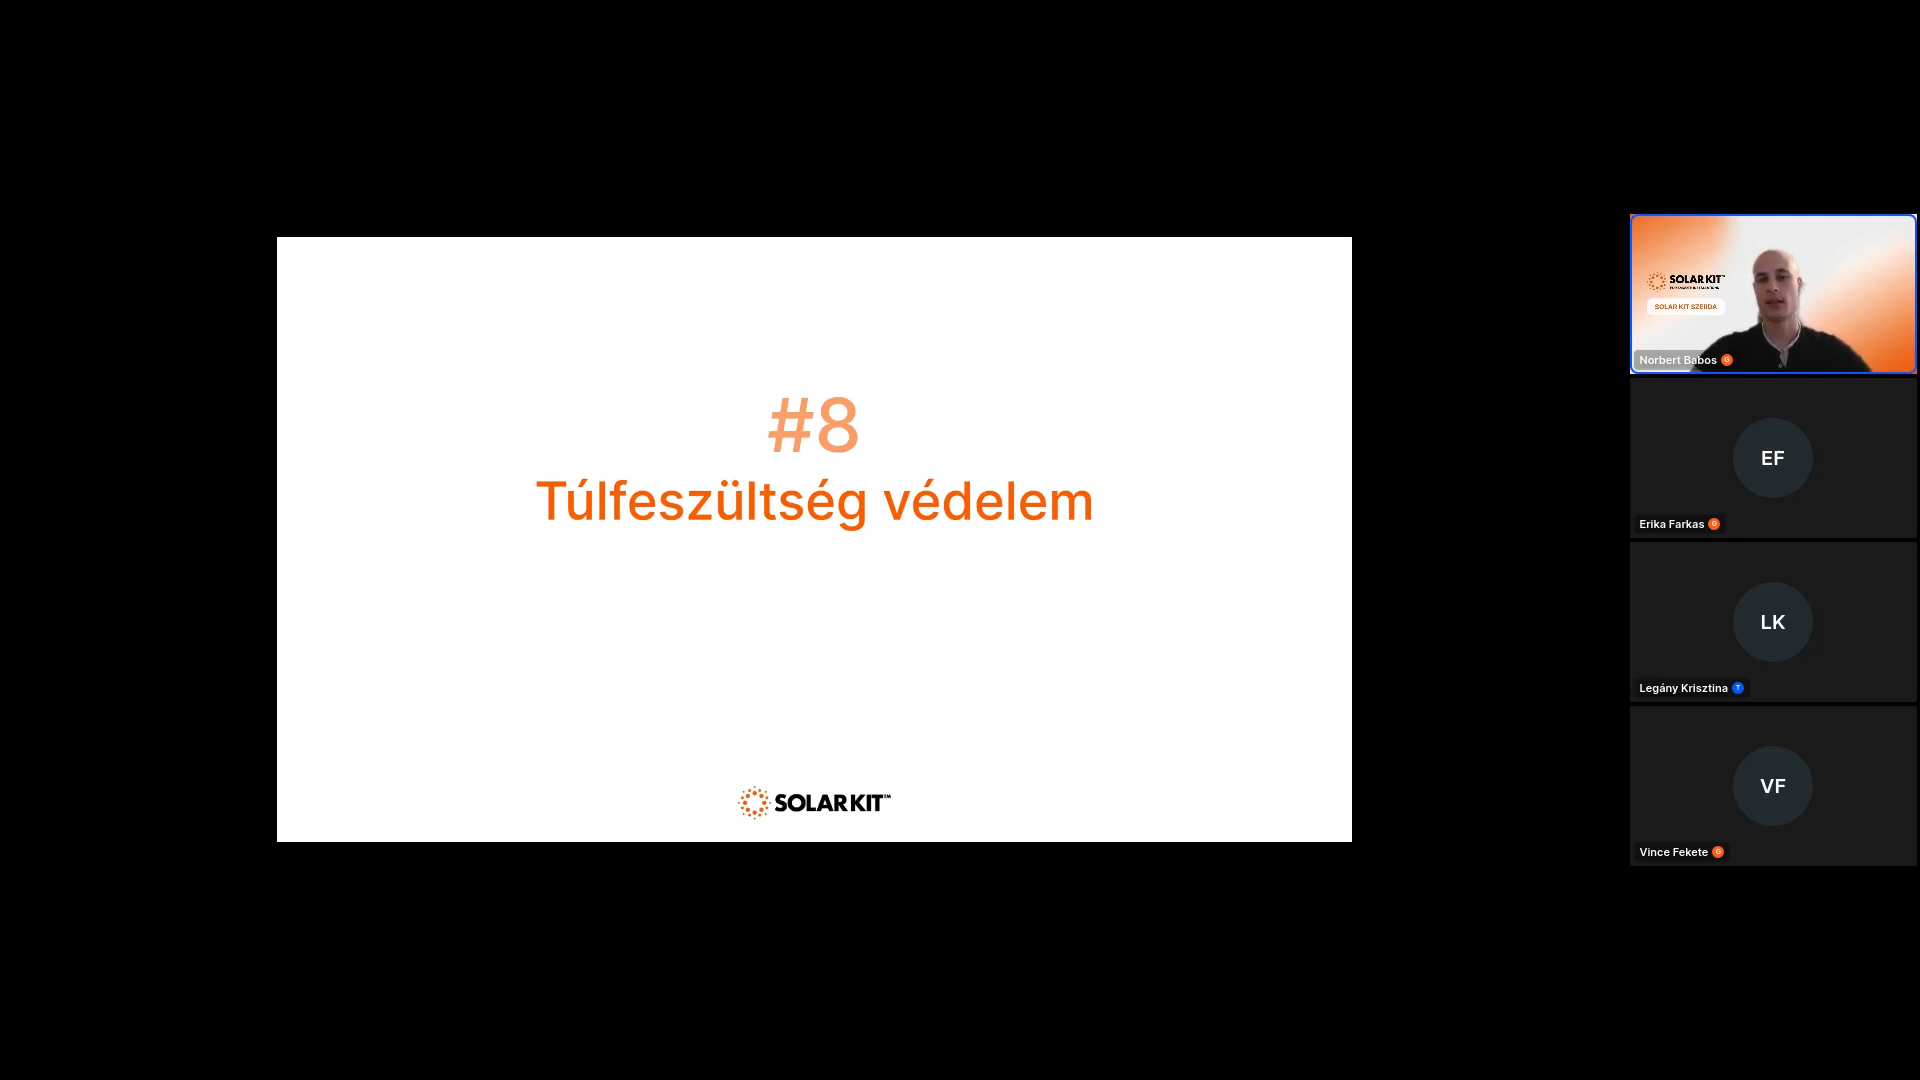 #8
Túlfeszültség védelem
SOLAR KIT™
SOLAR KIT™
SOLAR KIT SZERDA
Norbert Babos G
EF
Erika Farkas G
LK
Legány Krisztina T
VF
Vince Fekete G